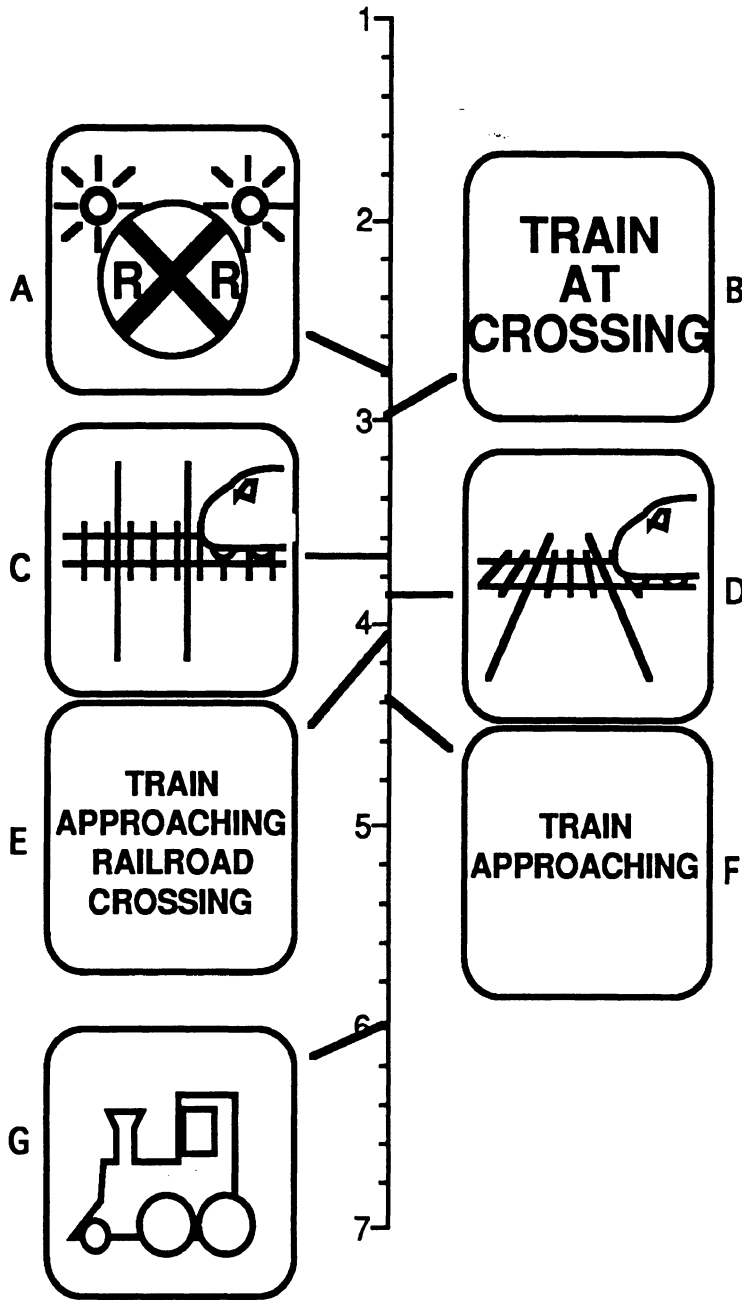 1
A
R R
2
TRAIN
AT
CROSSING
B
3
C
D
4
E
TRAIN
APPROACHING
RAILROAD
CROSSING
5
TRAIN
APPROACHING
F
6
G
7